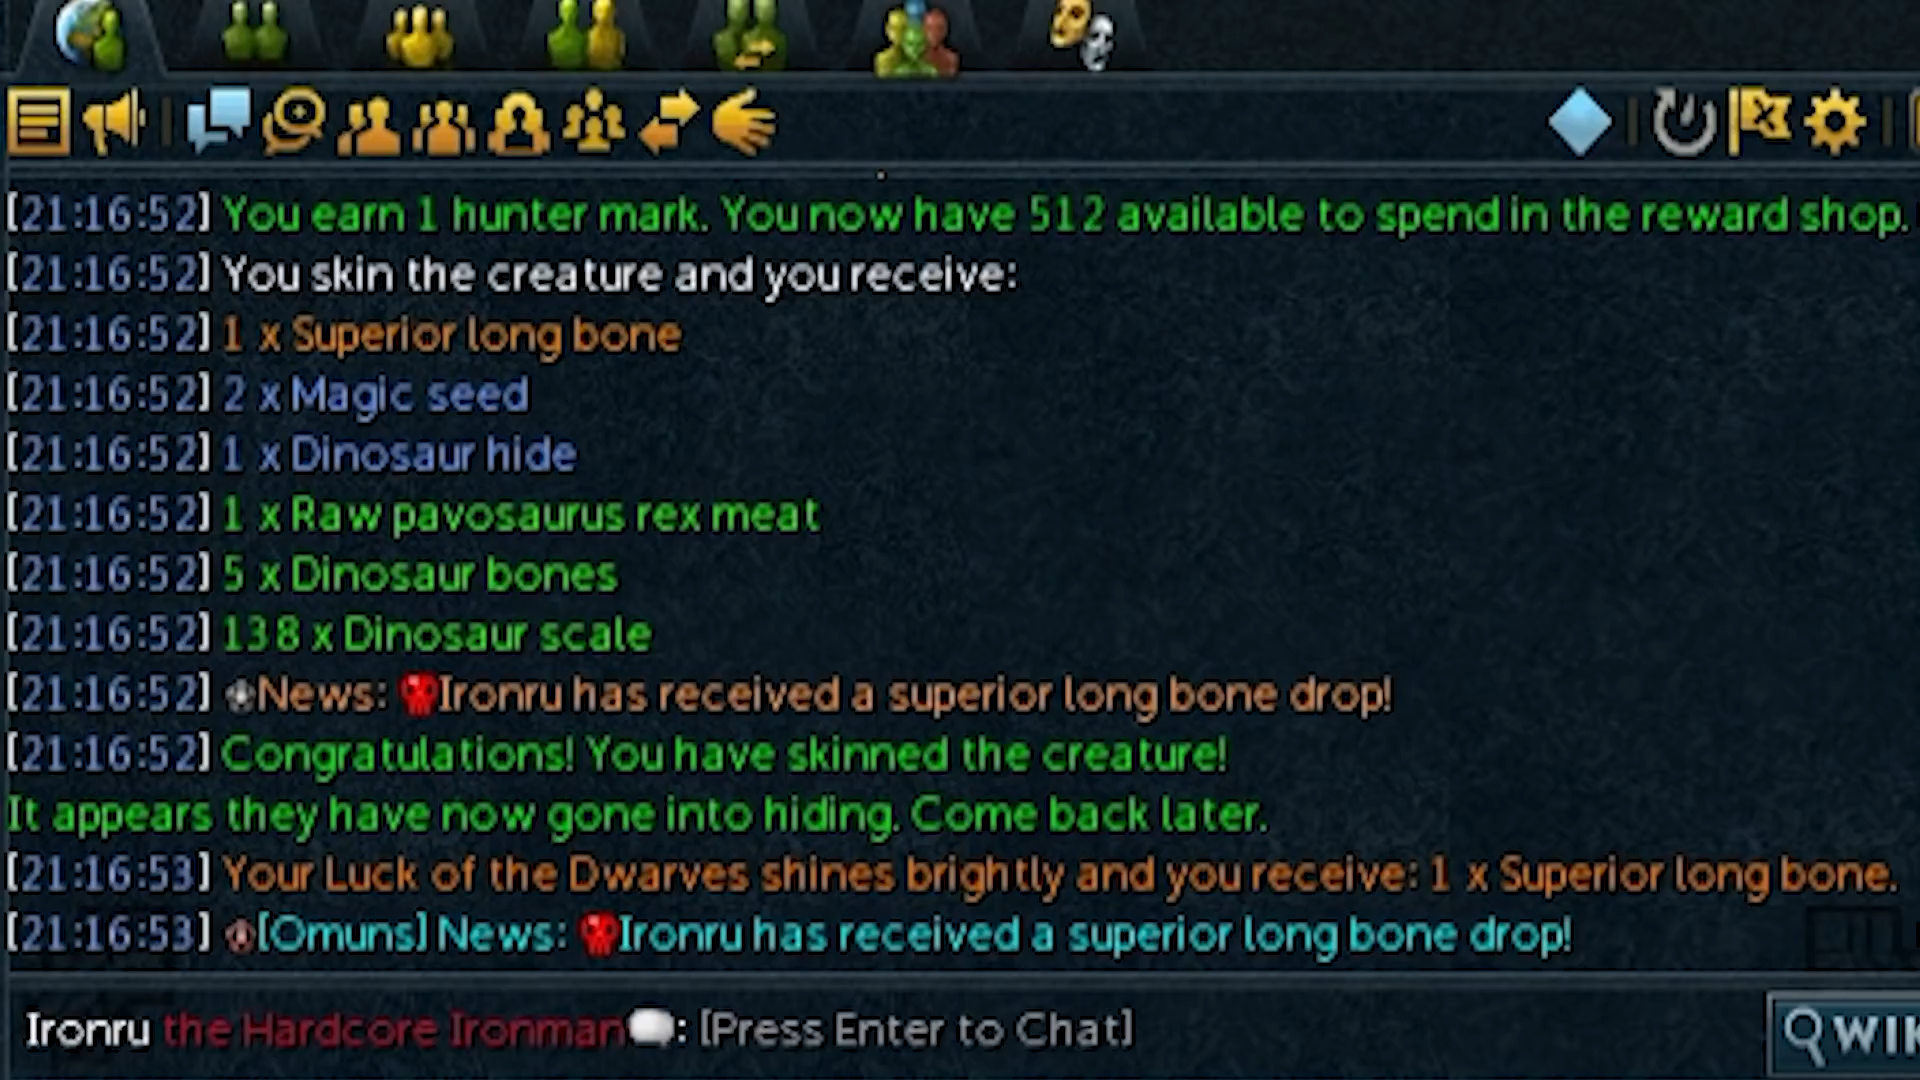 [21:16:52] You earn 1 hunter mark. You now have 512 available to spend in the reward shop.
[21:16:52] You skin the creature and you receive:
[21:16:52] 1 x Superior long bone
[21:16:52] 2 x Magic seed
[21:16:52] 1 x Dinosaur hide
[21:16:52] 1 x Raw pavosaurus rex meat
[21:16:52] 5 x Dinosaur bones
[21:16:52] 138 x Dinosaur scale
[21:16:52] News: Ironru has received a superior long bone drop!
[21:16:52] Congratulations! You have skinned the creature!
It appears they have now gone into hiding. Come back later.
[21:16:53] Your Luck of the Dwarves shines brightly and you receive: 1 x Superior long bone.
[21:16:53] [Omuns] News: Ironru has received a superior long bone drop!
Ironru the Hardcore Ironman: [Press Enter to Chat]